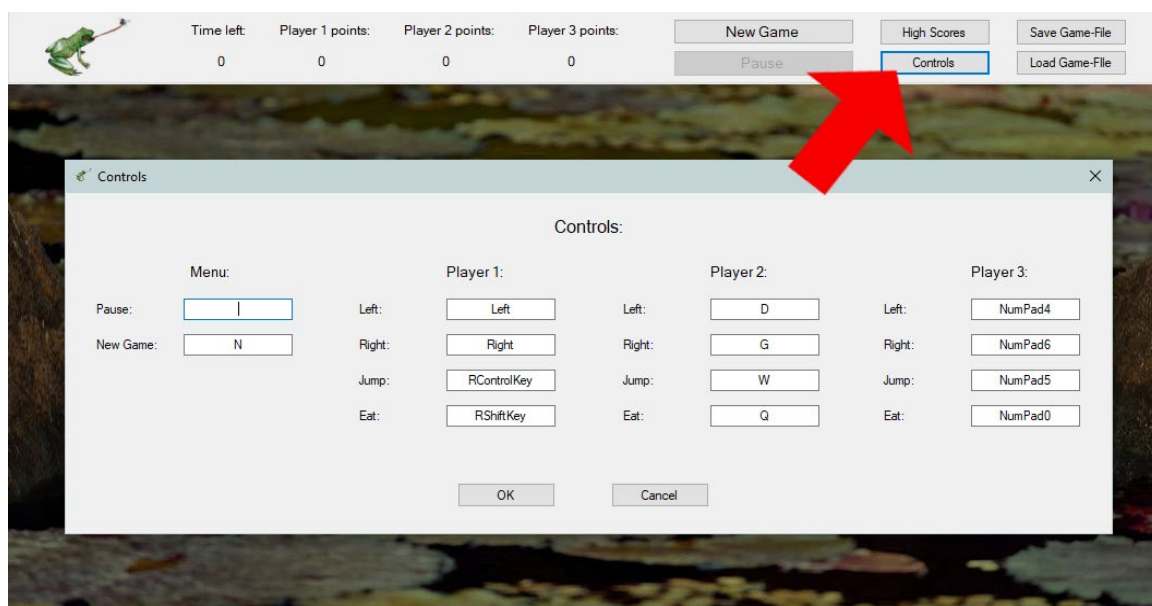 Time left: Player 1 points: Player 2 points: Player 3 points: New Game High Scores Save Game-File
0 0 0 0 Pause Controls Load Game-FIle
Controls
Controls:
Menu: Player 1: Player 2: Player 3:
Pause: Left: Left Left: D Left: NumPad4
New Game: N Right: Right Right: G Right: NumPad6
Jump: RControlKey Jump: W Jump: NumPad5
Eat: RShiftKey Eat: Q Eat: NumPad0
OK Cancel